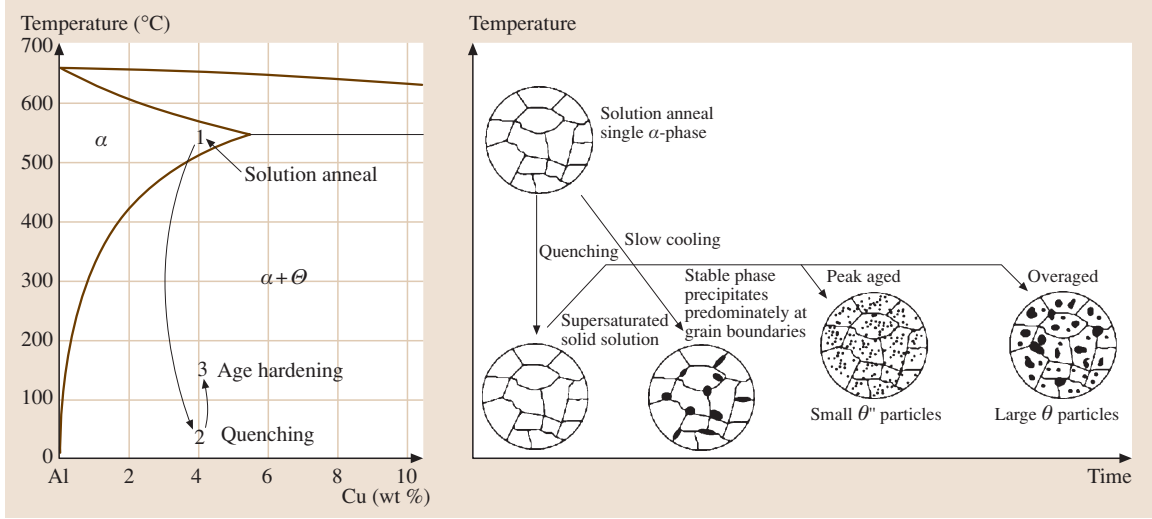 Temperature (°C)
700
600
α
1
500
Solution anneal
400
300
α + Θ
200
3 Age hardening
100
2 Quenching
0
Al
2
4
6
8
10
Cu (wt %)
Temperature
Solution anneal
single α-phase
Quenching
Slow cooling
Supersaturated
solid solution
Stable phase
precipitates
predominately at
grain boundaries
Peak aged
Small θ" particles
Overaged
Large θ particles
Time